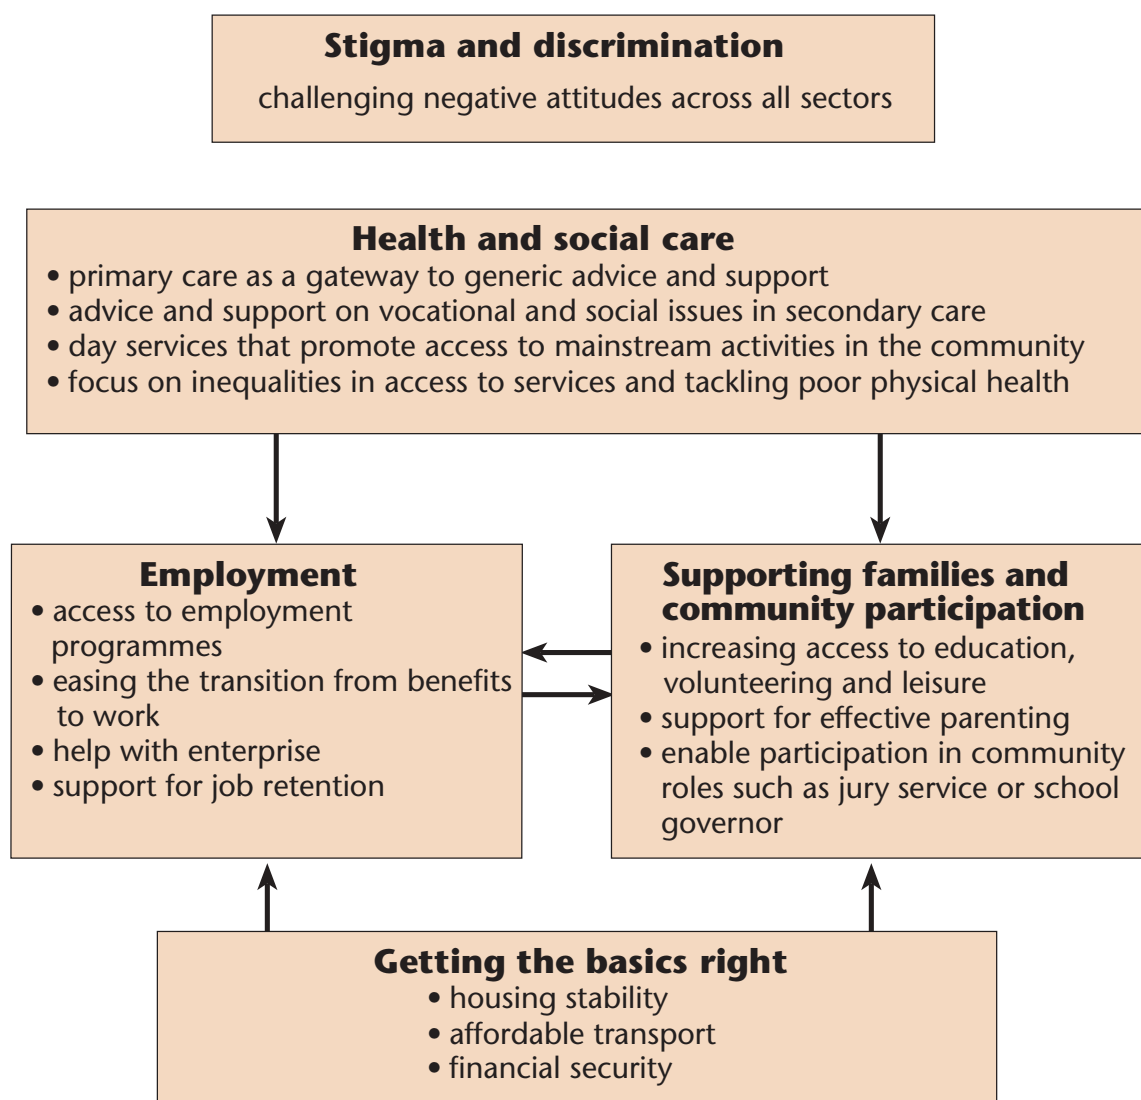 Stigma and discrimination
challenging negative attitudes across all sectors
Health and social care
• primary care as a gateway to generic advice and support
• advice and support on vocational and social issues in secondary care
• day services that promote access to mainstream activities in the community
• focus on inequalities in access to services and tackling poor physical health
Employment
• access to employment
programmes
• easing the transition from benefits
to work
• help with enterprise
• support for job retention
Supporting families and
community participation
• increasing access to education,
volunteering and leisure
• support for effective parenting
• enable participation in community
roles such as jury service or school
governor
Getting the basics right
• housing stability
• affordable transport
• financial security